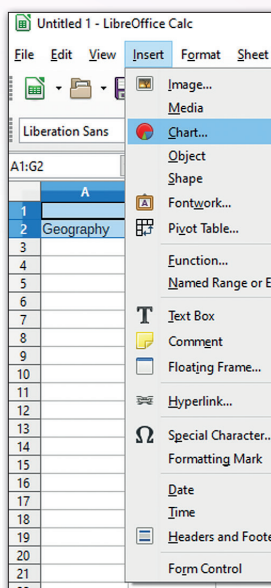 Untitled 1 - LibreOffice Calc
File Edit View Insert Format Sheet
Liberation Sans
A1:G2
A
1
2 Geography
3
4
5
6
7
8
9
10
11
12
13
14
15
16
17
18
19
20
21
Image...
Media
Chart...
Object
Shape
Fontwork...
Pivot Table...
Function...
Named Range or E
Text Box
Comment
Floating Frame...
Hyperlink...
Special Character...
Formatting Mark
Date
Time
Headers and Foote
Form Control